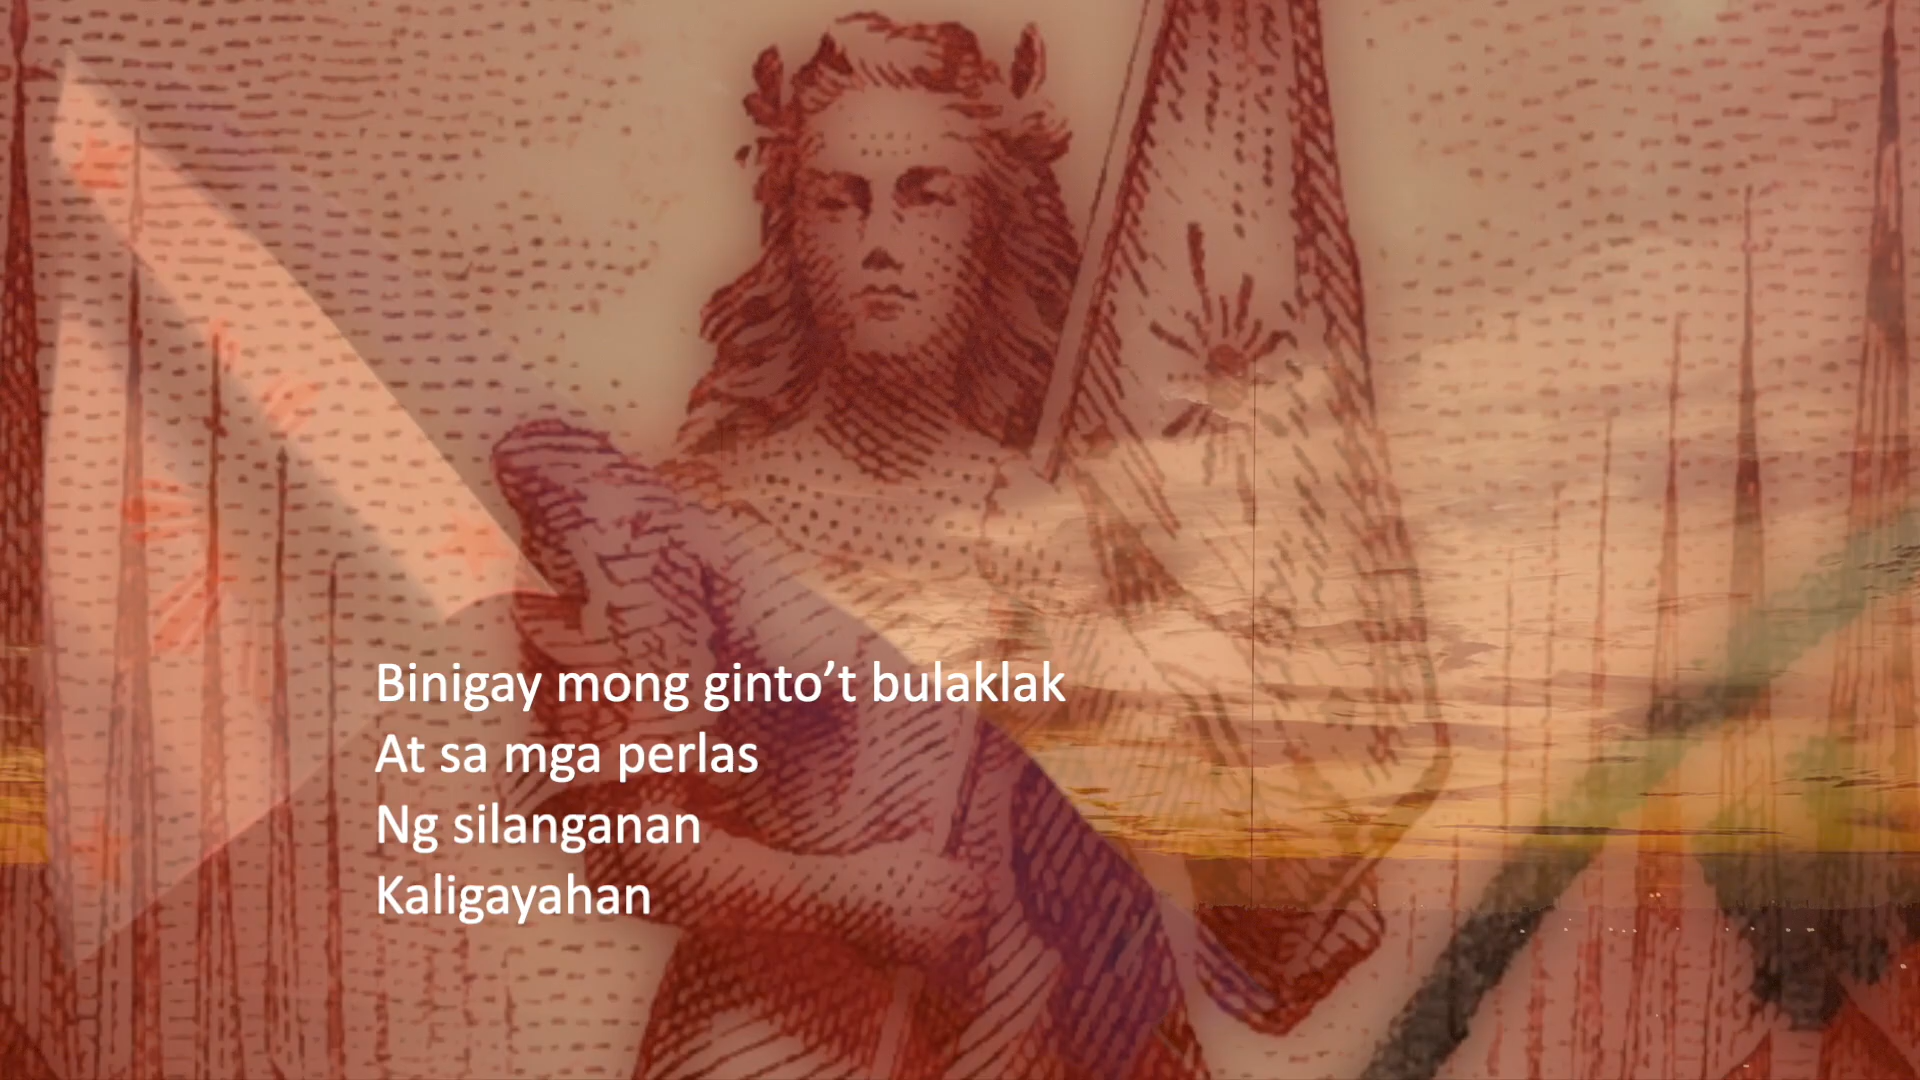 Binigay mong ginto’t bulaklak
At sa mga perlas
Ng silanganan
Kaligayahan